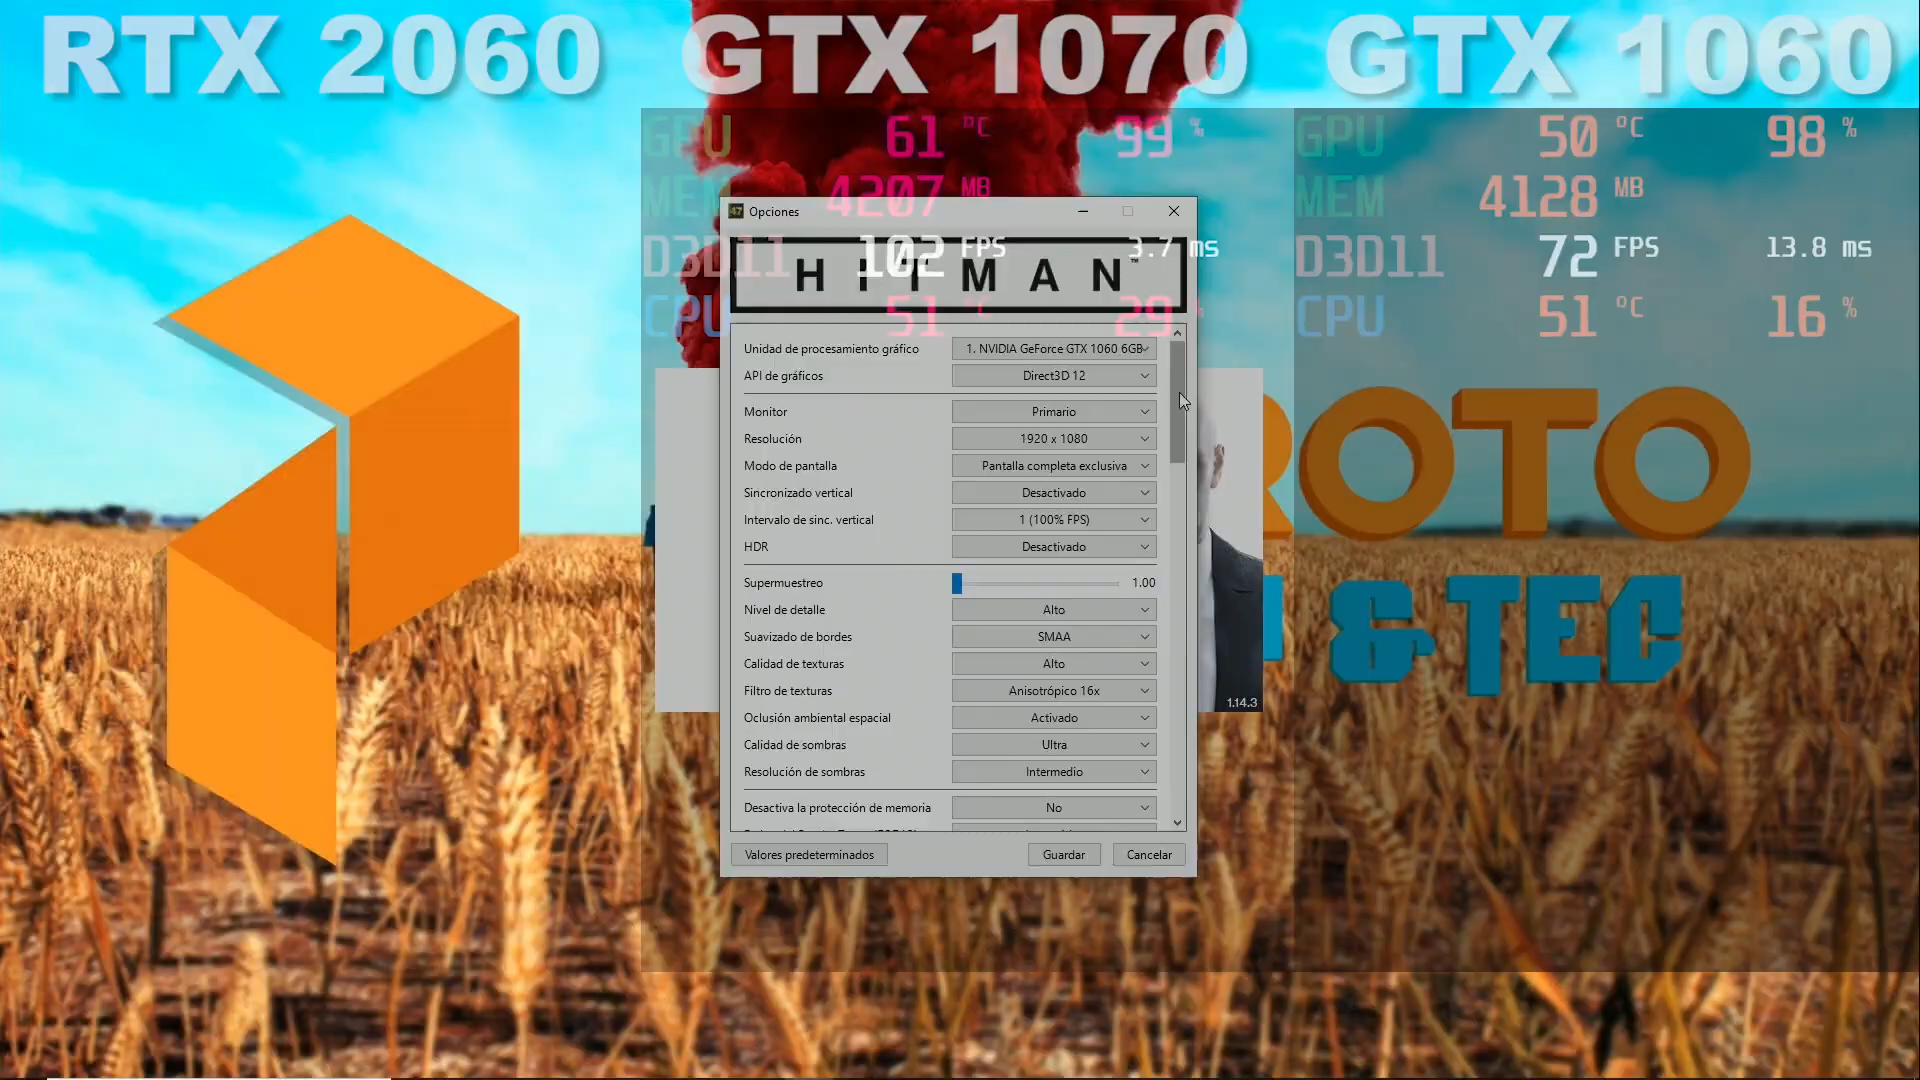 RTX 2060 GTX 1070 GTX 1060
GPU 61 °C 99 %
MEM 4207 MB
D3D11 102 FPS 3.7 ms
CPU 51 °C 29 %
GPU 50 °C 98 %
MEM 4128 MB
D3D11 72 FPS 13.8 ms
CPU 51 °C 16 %
47 Opciones
HITMAN™
Unidad de procesamiento gráfico 1. NVIDIA GeForce GTX 1060 6GB
API de gráficos Direct3D 12
Monitor Primario
Resolución 1920 x 1080
Modo de pantalla Pantalla completa exclusiva
Sincronizado vertical Desactivado
Intervalo de sinc. vertical 1 (100% FPS)
HDR Desactivado
Supermuestreo 1.00
Nivel de detalle Alto
Suavizado de bordes SMAA
Calidad de texturas Alto
Filtro de texturas Anisotrópico 16x
Oclusión ambiental espacial Activado
Calidad de sombras Ultra
Resolución de sombras Intermedio
Desactiva la protección de memoria No
Valores predeterminados Guardar Cancelar
ROTO
& TEC
1.14.3